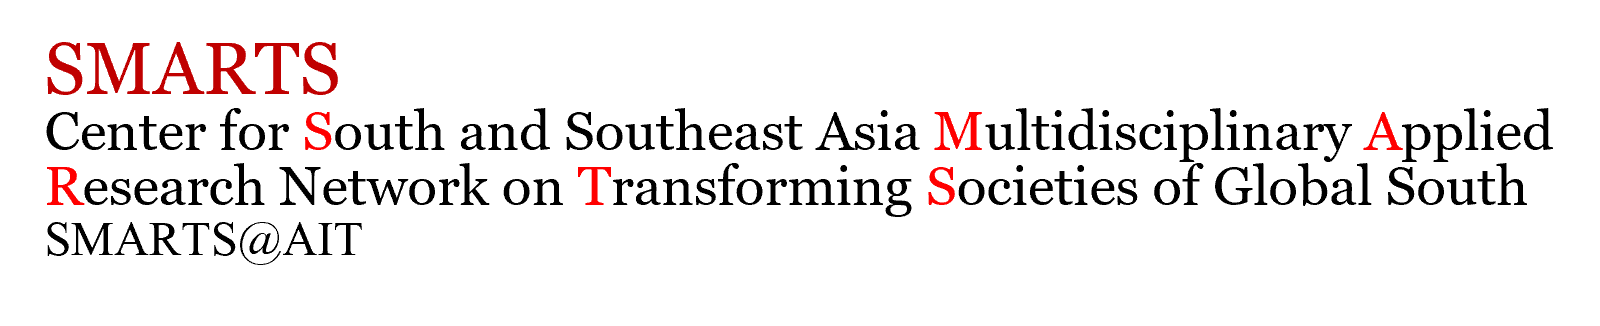 SMARTS
Center for South and Southeast Asia Multidisciplinary Applied
Research Network on Transforming Societies of Global South
SMARTS@AIT